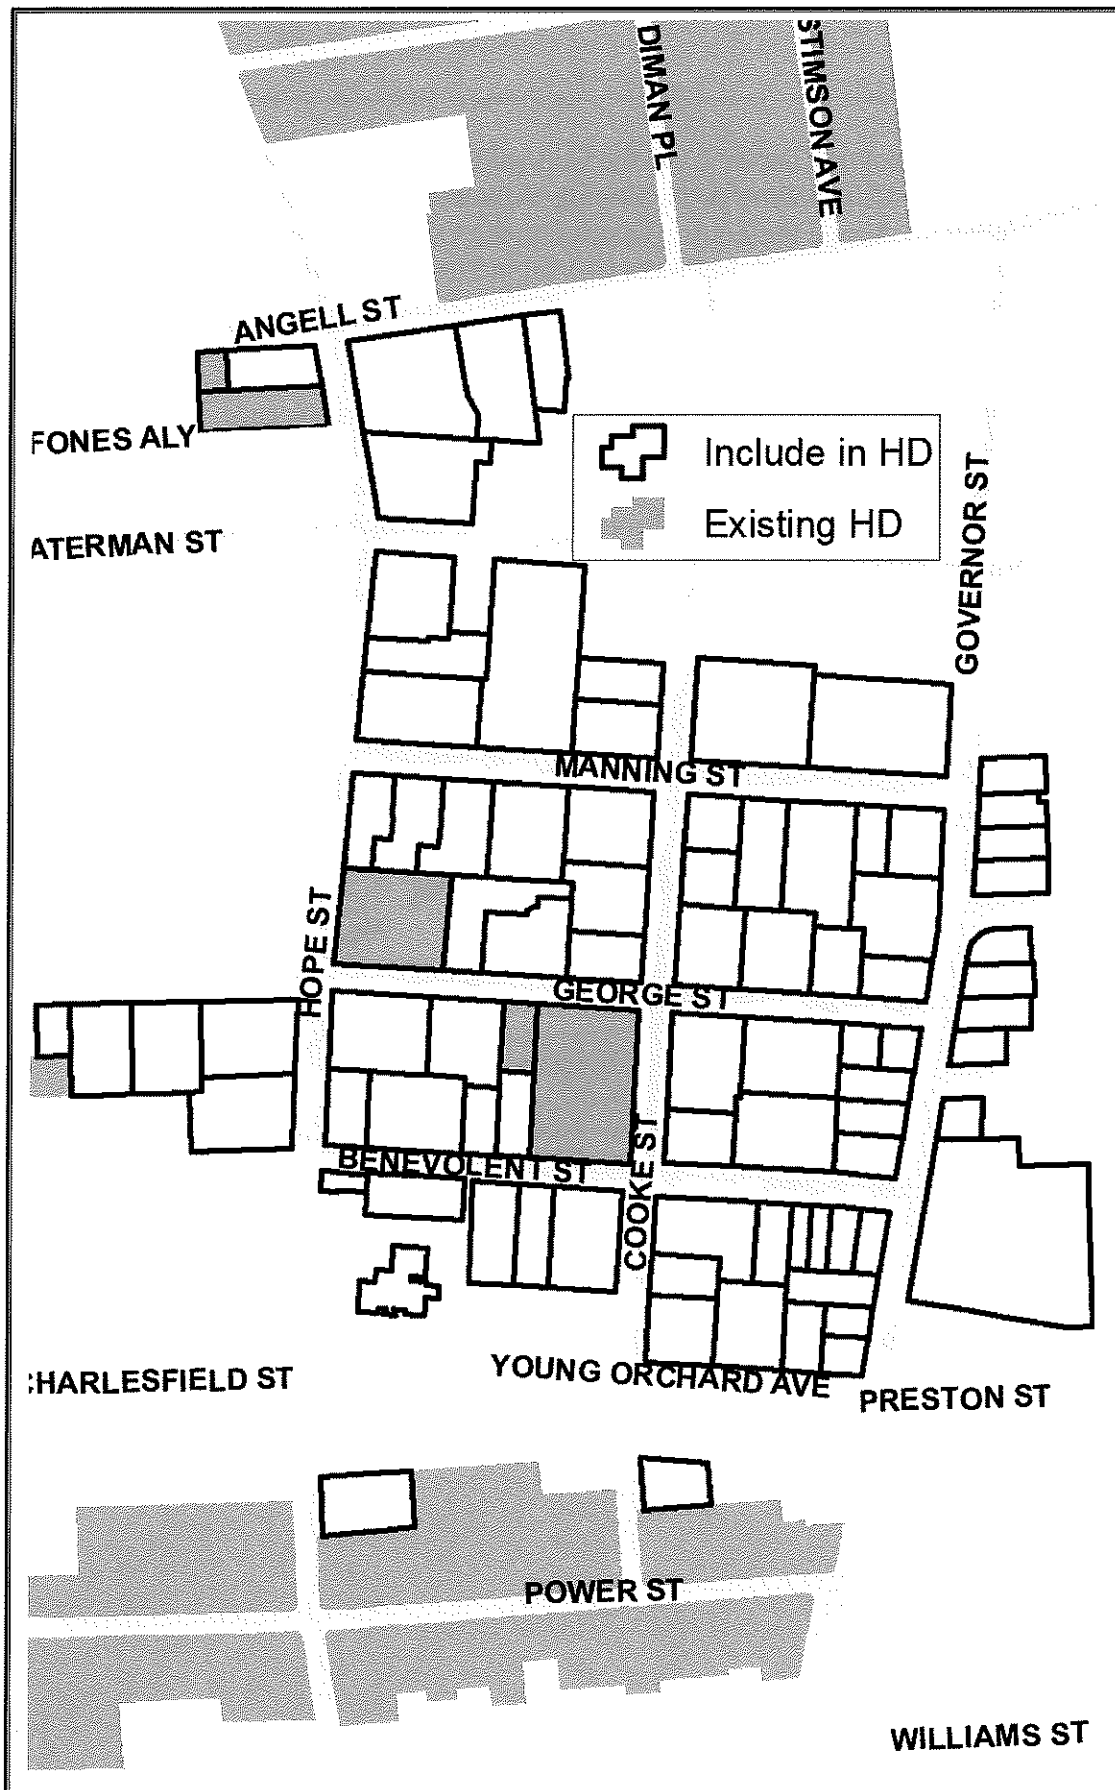 DIMAN PL
STIMSON AVE
ANGELL ST
FONES ALY
Include in HD
Existing HD
GOVERNOR ST
ATERMAN ST
MANNING ST
HOPE ST
GEORGE ST
BENEVOLENT ST
COOKE ST
HARLESFIELD ST
YOUNG ORCHARD AVE
PRESTON ST
POWER ST
WILLIAMS ST